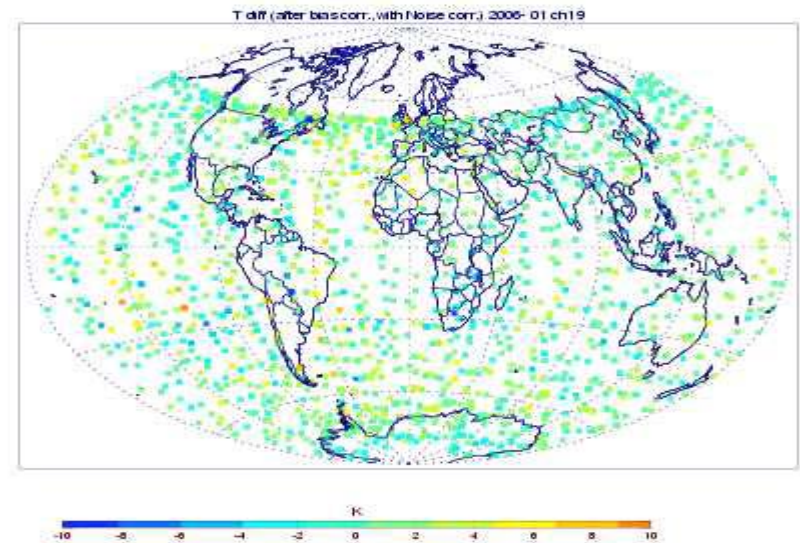 T diff (after bias corr., with Noise corr.) 2006- 01 ch19
K
-10 -8 -6 -4 -2 0 2 4 6 8 10